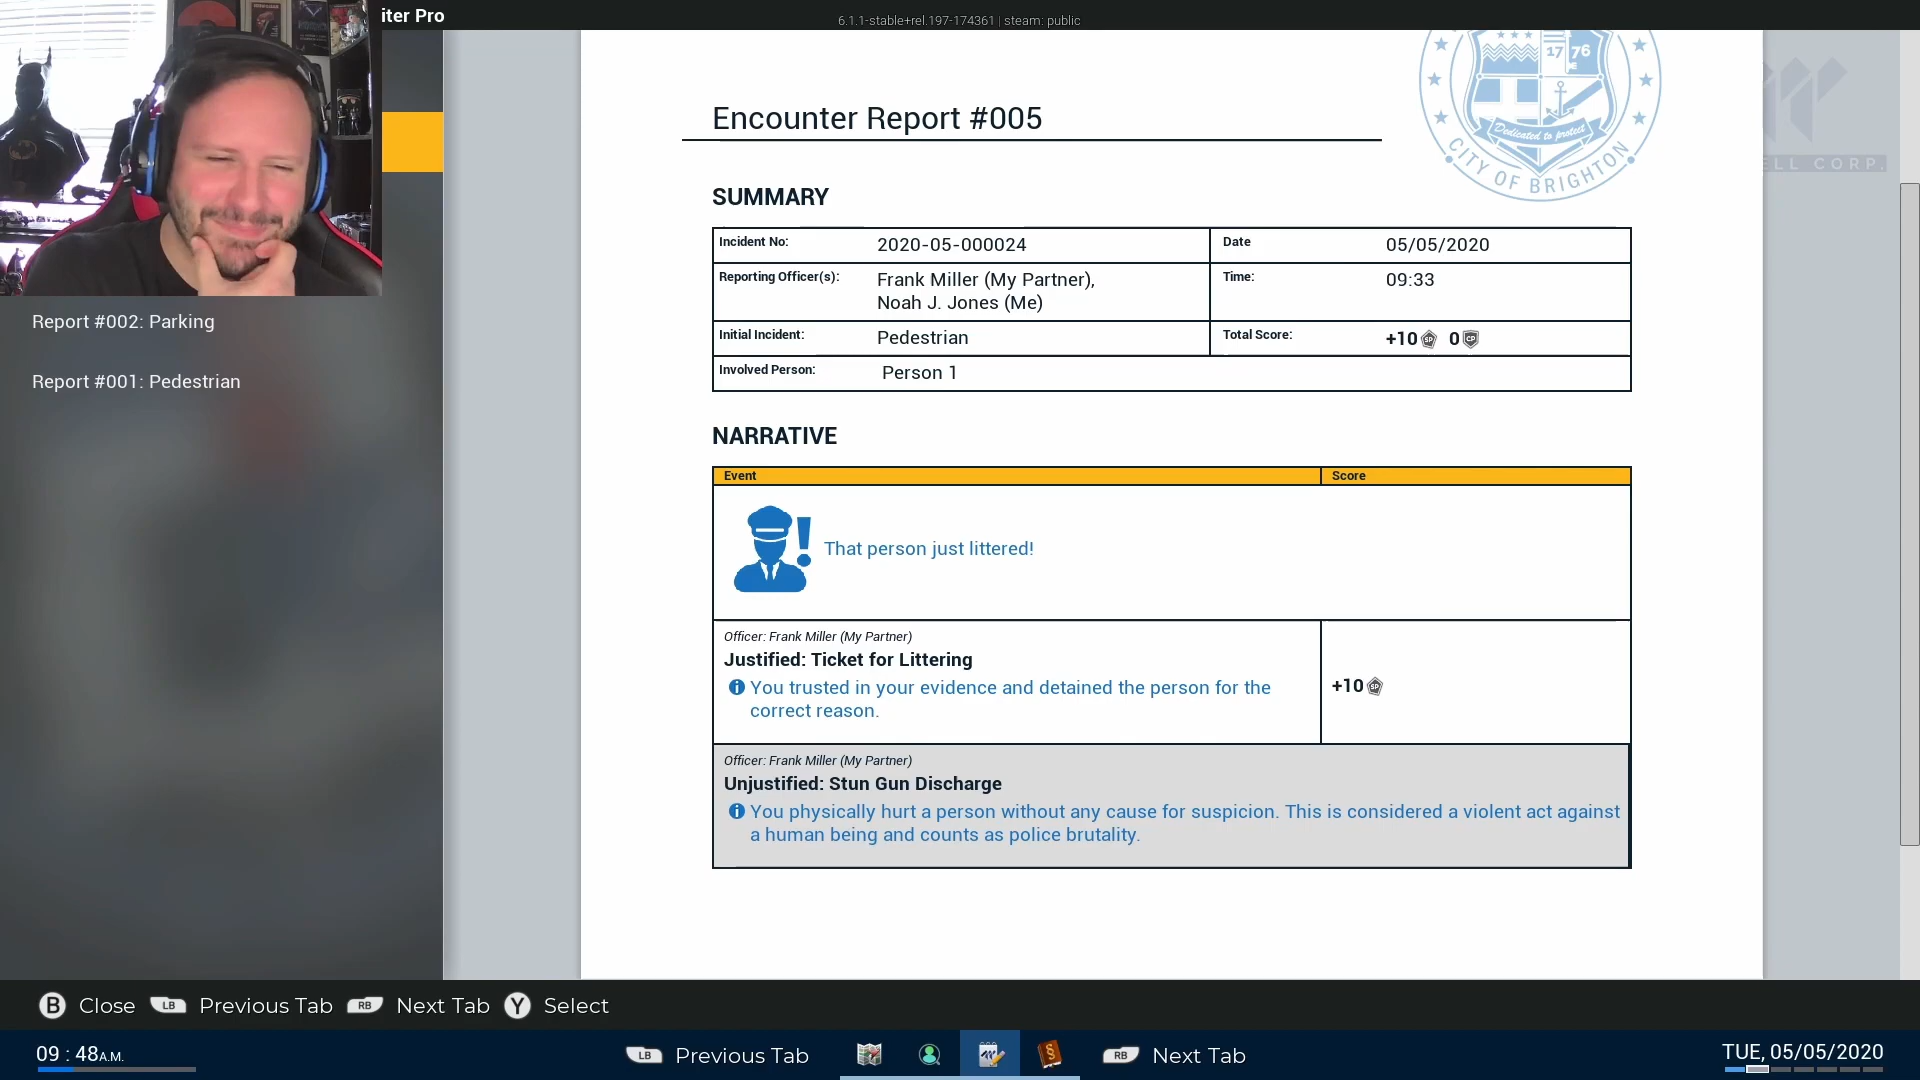 iter Pro
6.1.1-stable+rel.197-174361 | steam: public
17 76
Dedicated to protect
CITY OF BRIGHTON
ELL CORP.
Encounter Report #005
SUMMARY
Incident No: 2020-05-000024 Date 05/05/2020
Reporting Officer(s): Frank Miller (My Partner), Time: 09:33
Noah J. Jones (Me)
Initial Incident: Pedestrian Total Score: +10 SP 0 CP
Involved Person: Person 1
Report #002: Parking
Report #001: Pedestrian
NARRATIVE
Event Score
That person just littered!
Officer: Frank Miller (My Partner)
Justified: Ticket for Littering
You trusted in your evidence and detained the person for the
correct reason.
+10 SP
Officer: Frank Miller (My Partner)
Unjustified: Stun Gun Discharge
You physically hurt a person without any cause for suspicion. This is considered a violent act against
a human being and counts as police brutality.
B Close LB Previous Tab RB Next Tab Y Select
09 : 48 A.M. LB Previous Tab RB Next Tab TUE, 05/05/2020